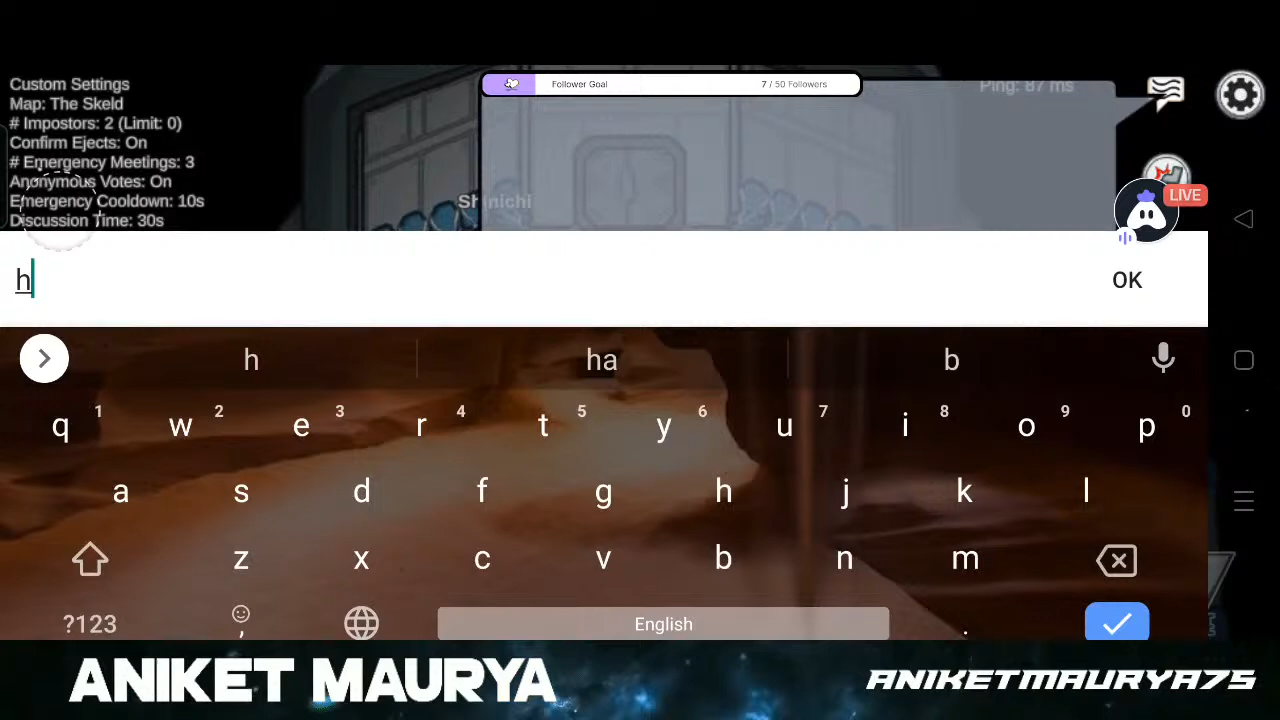 Custom Settings
Map: The Skeld
# Impostors: 2 (Limit: 0)
Confirm Ejects: On
# Emergency Meetings: 3
Anonymous Votes: On
Emergency Cooldown: 10s
Discussion Time: 30s
Follower Goal 7 / 50 Followers
Ping: 87 ms
Shinichi
LIVE
h
OK
h ha b
1 2 3 4 5 6 7 8 9 0
q w e r t y u i o p
a s d f g h j k l
z x c v b n m
?123 , English .
ANIKET MAURYA
ANIKETMAURYA75